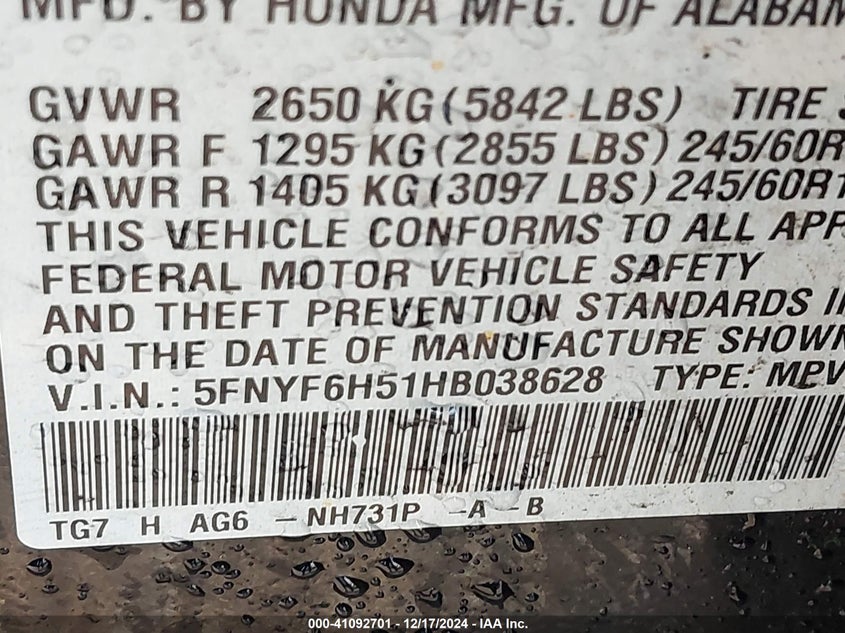 MFD. BY HONDA MFG. OF ALABAM
GVWR 2650 KG (5842 LBS) TIRE
GAWR F 1295 KG (2855 LBS) 245/60R
GAWR R 1405 KG (3097 LBS) 245/60R1
THIS VEHICLE CONFORMS TO ALL APP
FEDERAL MOTOR VEHICLE SAFETY
AND THEFT PREVENTION STANDARDS I
ON THE DATE OF MANUFACTURE SHOWN
V.I.N.: 5FNYF6H51HB038628 TYPE: MPV
TG7 H AG6 - NH731P -A -B
000-41092701 - 12/17/2024 - IAA Inc.